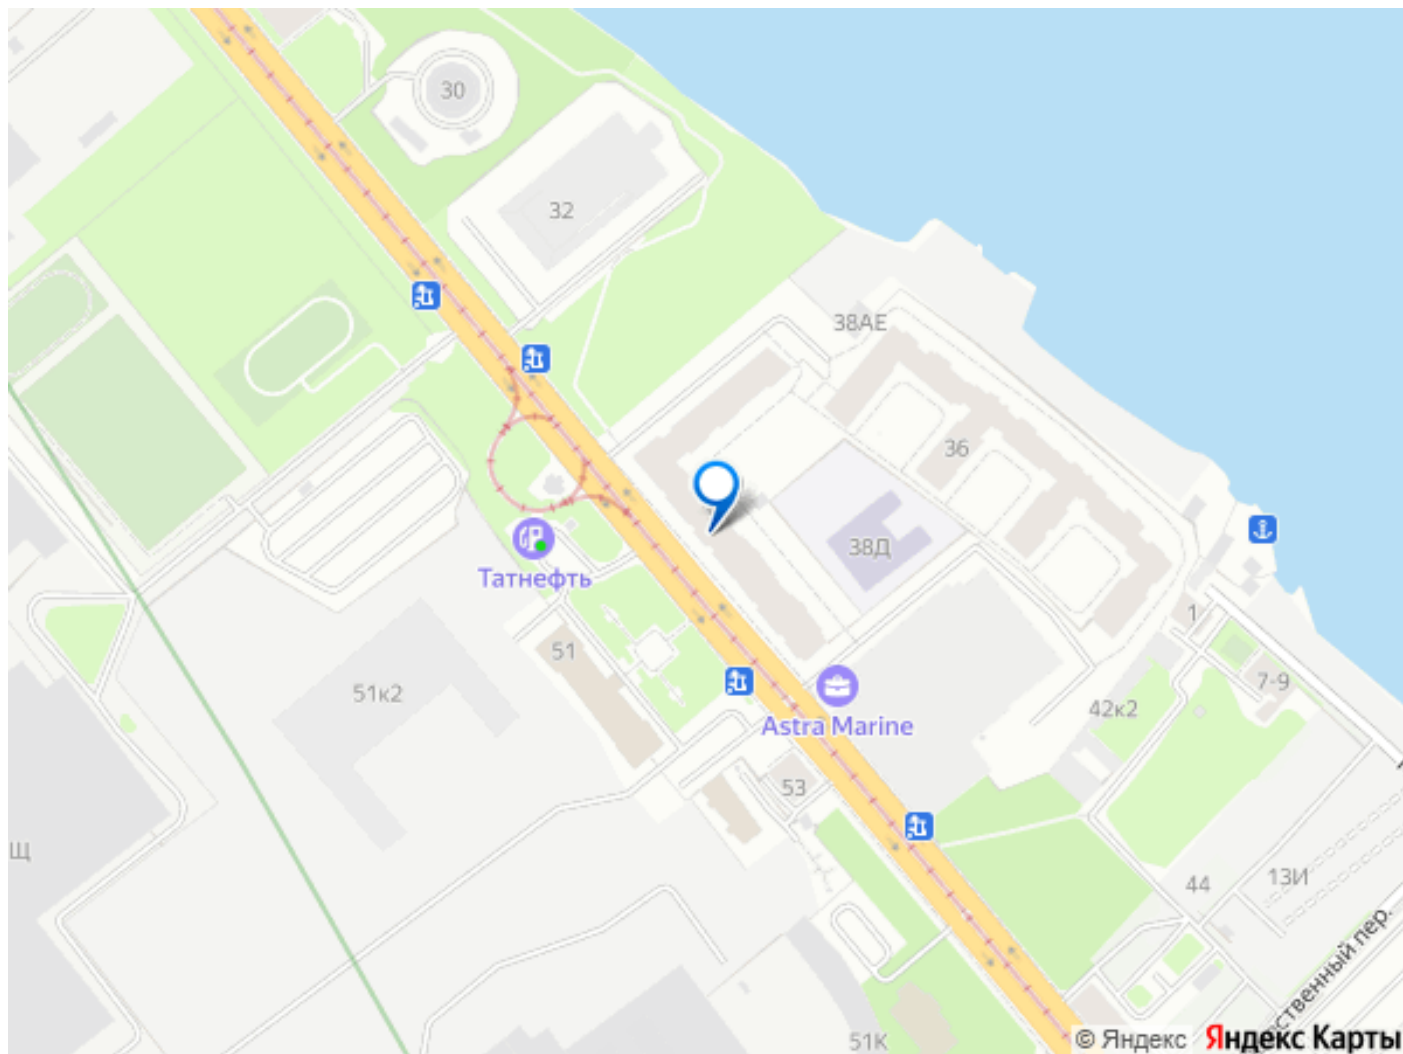 30
32
38АЕ
36
38Д
Татнефть
51
1
51к2
7-9
42к2
Astra Marine
53
Щ
44
13И
ственный пер.
51К
© Яндекс Яндекс Карты